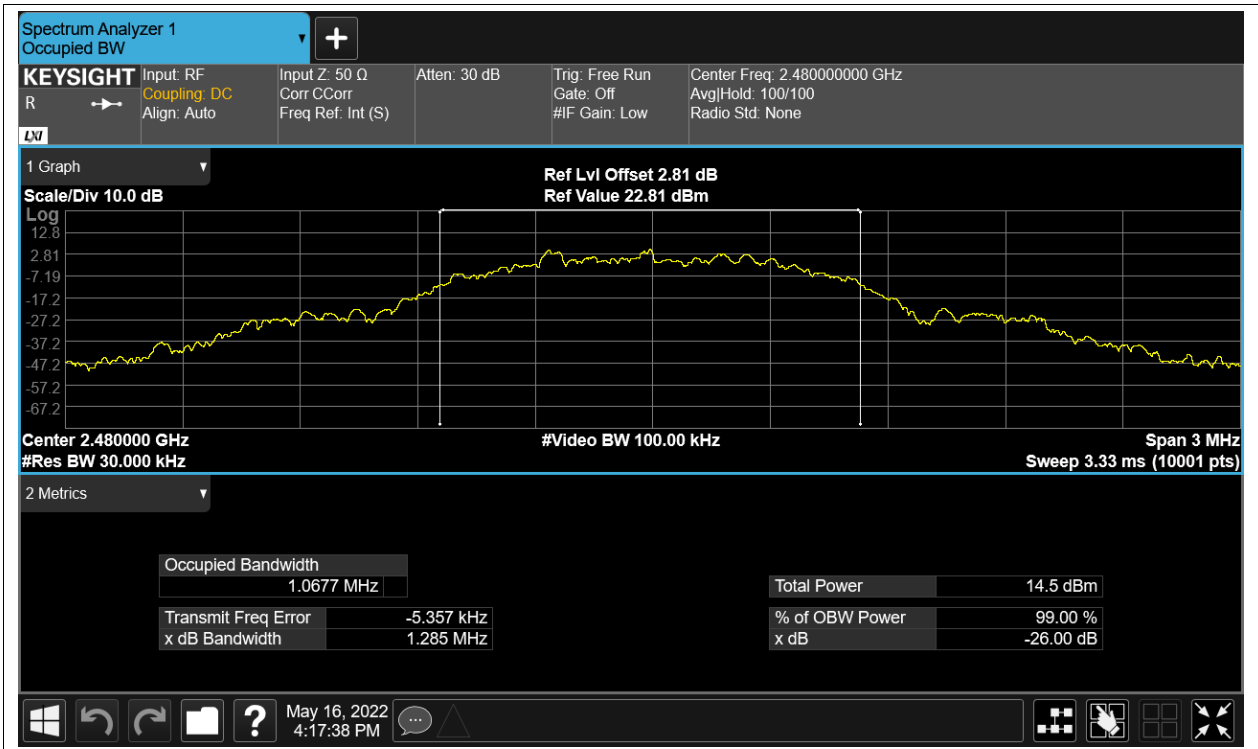 Spectrum Analyzer 1
Occupied BW
KEYSIGHT Input: RF Input Z: 50 Ω Atten: 30 dB Trig: Free Run Center Freq: 2.480000000 GHz
R Coupling: DC Corr CCorr Gate: Off Avg|Hold: 100/100
Align: Auto Freq Ref: Int (S) #IF Gain: Low Radio Std: None
LXI
1 Graph
Ref Lvl Offset 2.81 dB
Scale/Div 10.0 dB Ref Value 22.81 dBm
Log
12.8
2.81
-7.19
-17.2
-27.2
-37.2
-47.2
-57.2
-67.2
Center 2.480000 GHz #Video BW 100.00 kHz Span 3 MHz
#Res BW 30.000 kHz Sweep 3.33 ms (10001 pts)
2 Metrics
Occupied Bandwidth
1.0677 MHz Total Power 14.5 dBm
Transmit Freq Error -5.357 kHz % of OBW Power 99.00 %
x dB Bandwidth 1.285 MHz x dB -26.00 dB
May 16, 2022
4:17:38 PM